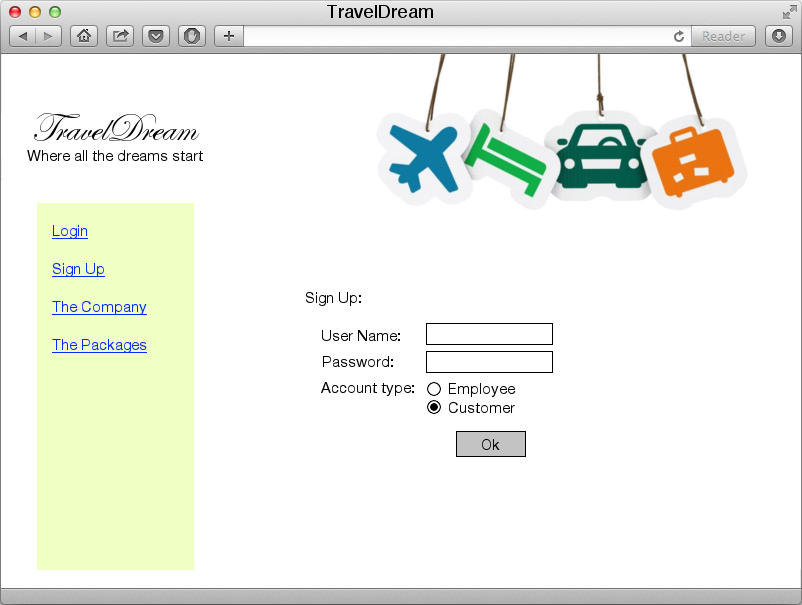 TravelDream
Reader
TravelDream
Where all the dreams start
Login
Sign Up
The Company
The Packages
Sign Up:
User Name:
Password:
Account type:
Employee
Customer
Ok